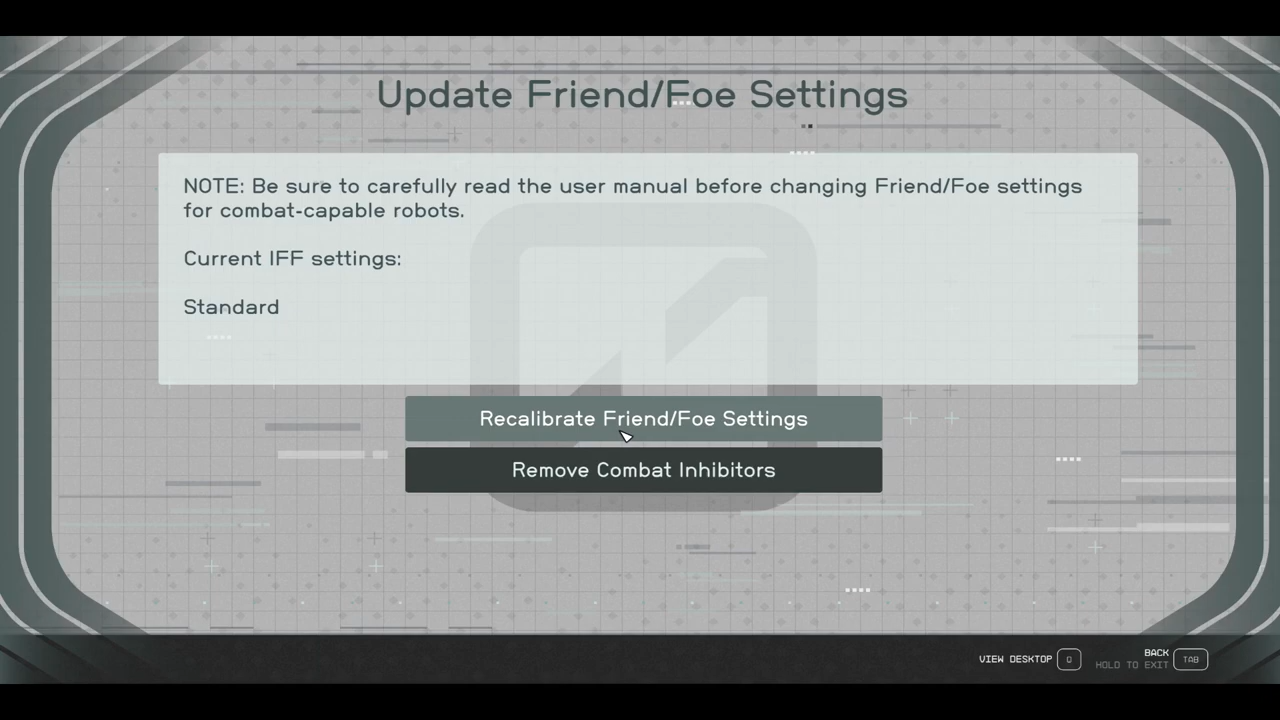 Update Friend/Foe Settings
NOTE: Be sure to carefully read the user manual before changing Friend/Foe settings
for combat-capable robots.
Current IFF settings:
Standard
Recalibrate Friend/Foe Settings
Remove Combat Inhibitors
VIEW DESKTOP Q
BACK
HOLD TO EXIT TAB